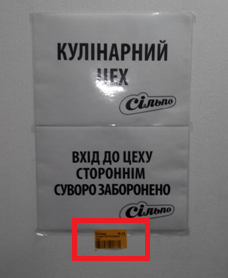 КУЛІНАРНИЙ
ЦЕХ
Сільпо
ВХІД ДО ЦЕХУ
СТОРОННІМ
СУВОРО ЗАБОРОНЕНО
Сільпо